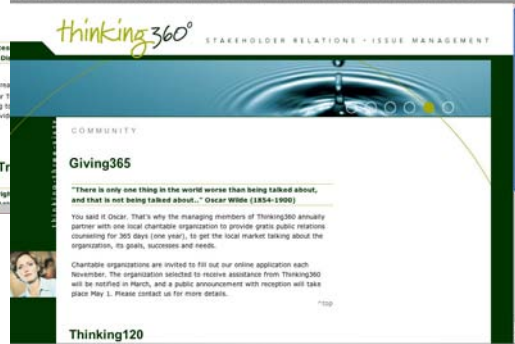 thinking360°
STAKEHOLDER RELATIONS - ISSUE MANAGEMENT
COMMUNITY
Giving365
"There is only one thing in the world worse than being talked about,
and that is not being talked about.." Oscar Wilde (1854-1900)
You said it Oscar. That's why the managing members of Thinking360 annually
partner with one local charitable organization to provide gratis public relations
counseling for 365 days (one year), to get the local market talking about the
organization, its goals, successes and needs.
Charitable organizations are invited to fill out our online application each
November. The organization selected to receive assistance from Thinking360
will be notified in March, and a public announcement with reception will take
place May 1. Please contact us for more details.
^top
Thinking120